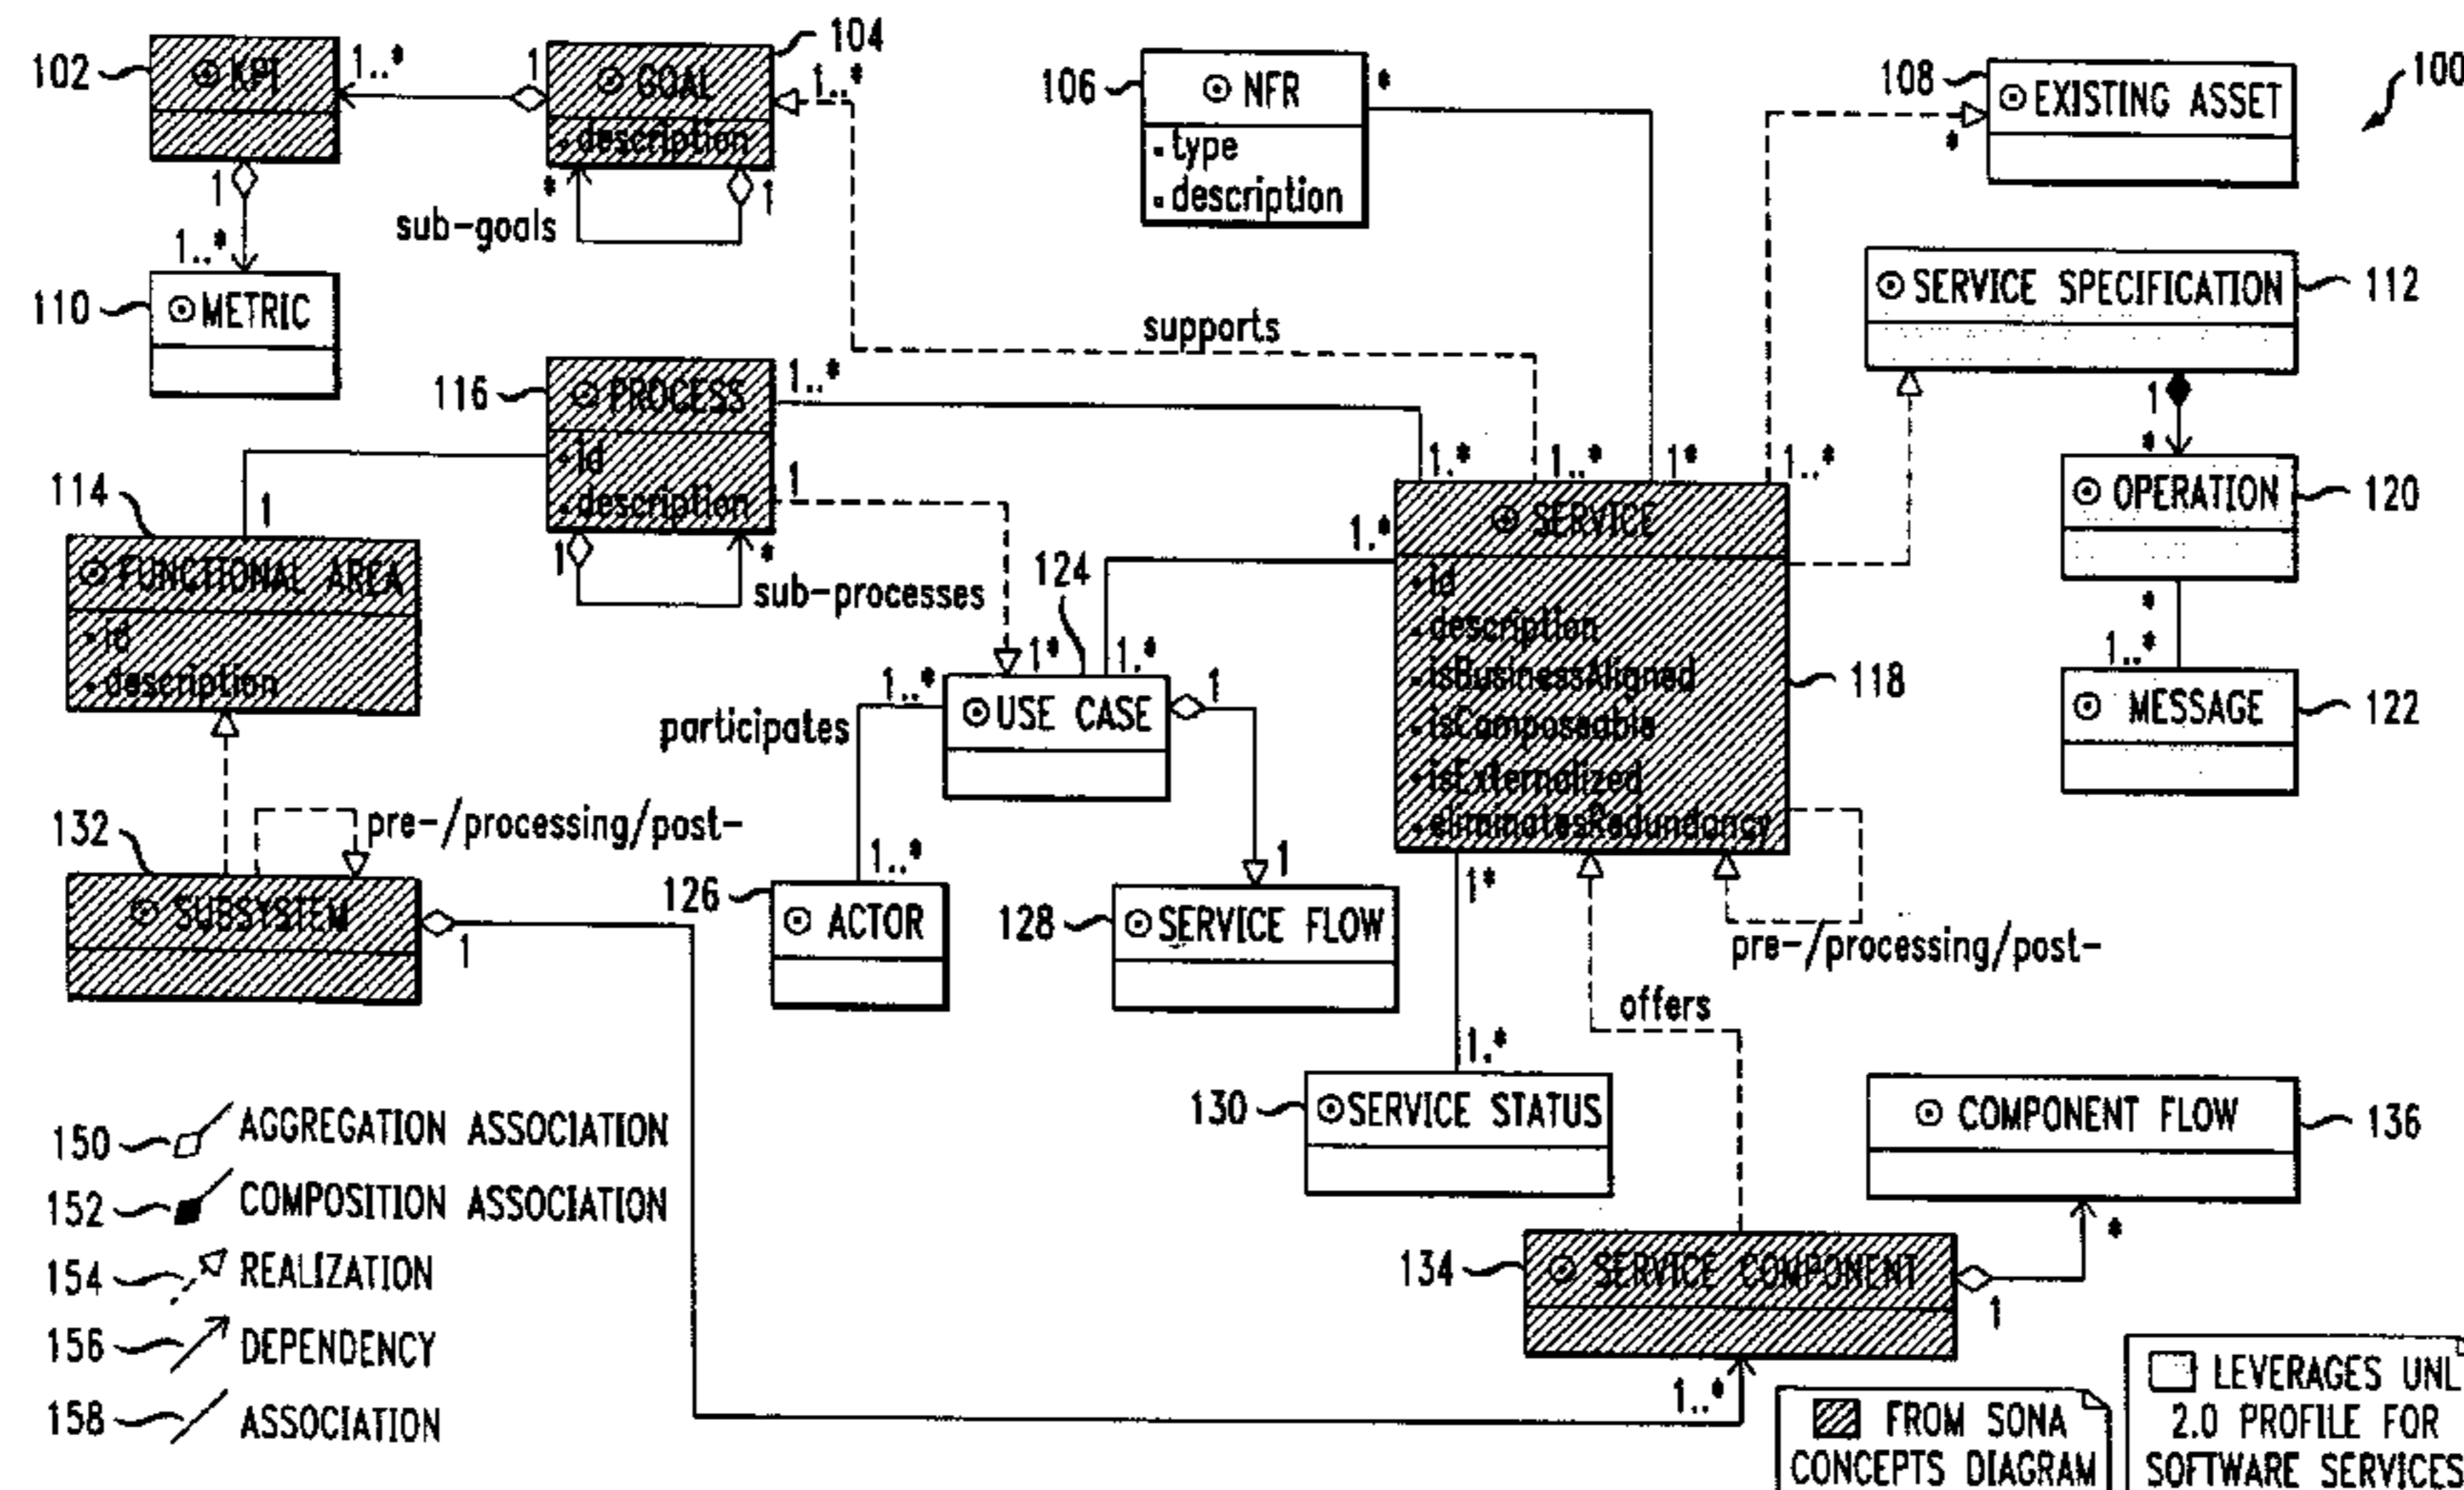 100
102
KPI
1..*
1
104
GOAL
description
1..*
*
1
sub-goals
1
1..*
110
METRIC
106
NFR
type
description
*
108
EXISTING ASSET
*
SERVICE SPECIFICATION
112
1
*
OPERATION
120
*
1..*
MESSAGE
122
supports
116
PROCESS
id
description
1..*
1
1
*
sub-processes
114
1
FUNCTIONAL AREA
id
description
132
pre-/processing/post-
SUBSYSTEM
1
124
1*
1.*
1..*
participates
USE CASE
1
1..*
126
ACTOR
1
128
SERVICE FLOW
1.*
1..*
1*
1..*
1.*
SERVICE
id
description
isBusinessAligned
isComposeable
isExternalized
eliminatesRedundancy
118
1*
pre-/processing/post-
offers
1.*
130
SERVICE STATUS
COMPONENT FLOW
136
*
134
SERVICE COMPONENT
1
1..*
150
AGGREGATION ASSOCIATION
152
COMPOSITION ASSOCIATION
154
REALIZATION
156
DEPENDENCY
158
ASSOCIATION
FROM SONA
CONCEPTS DIAGRAM
LEVERAGES UNL
2.0 PROFILE FOR
SOFTWARE SERVICES